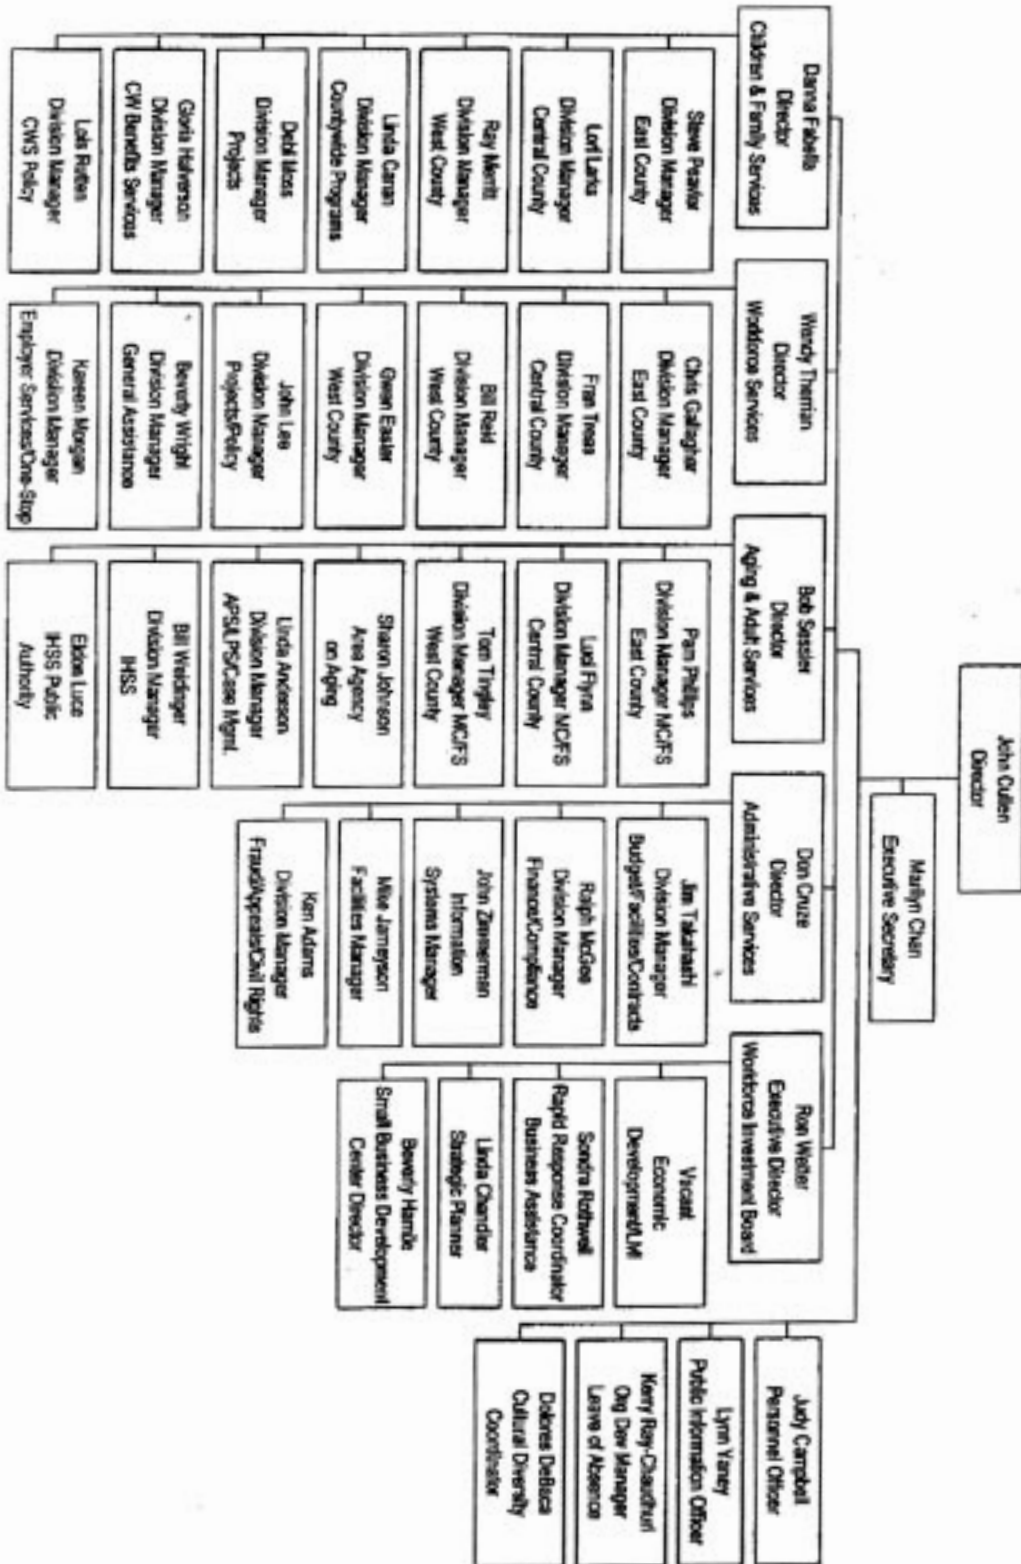 John Cullen
Director
Marilyn Chan
Executive Secretary
Danna Fabella
Director
Children & Family Services
Steve Peavler
Division Manager
East County
Lori Larks
Division Manager
Central County
Ray Merritt
Division Manager
West County
Linda Canan
Division Manager
Countywide Programs
Debi Moss
Division Manager
Projects
Gloria Halverson
Division Manager
CW Benefits Services
Lois Rutten
Division Manager
CWS Policy
Wendy Therrian
Director
Workforce Services
Chris Gallagher
Division Manager
East County
Fran Treas
Division Manager
Central County
Bill Reid
Division Manager
West County
Gwen Easter
Division Manager
West County
John Lee
Division Manager
Projects/Policy
Beverly Wright
Division Manager
General Assistance
Kareen Morgan
Division Manager
Employer Services/One-Stop
Bob Sessler
Director
Aging & Adult Services
Pam Phillips
Division Manager MC/FS
East County
Luci Flynn
Division Manager MC/FS
Central County
Tom Tingley
Division Manager MC/FS
West County
Sharon Johnson
Area Agency
on Aging
Linda Anderson
Division Manager
APS/LPS/Case Mgmt.
Bill Weidinger
Division Manager
IHSS
Eldee Luce
IHSS Public
Authority
Don Cruze
Director
Administrative Services
Jim Takahashi
Division Manager
Budget/Facilities/Contracts
Ralph McGee
Division Manager
Finance/Compliance
John Zimmerman
Information
Systems Manager
Mike Jameyson
Facilities Manager
Ken Adams
Division Manager
Fraud/Appeals/Civil Rights
Ron Wetter
Executive Director
Workforce Investment Board
Vacant
Economic
Development/LMI
Sondra Rothwell
Rapid Response Coordinator
Business Assistance
Linda Chandler
Strategic Planner
Beverly Hamile
Small Business Development
Center Director
Judy Campbell
Personnel Officer
Lynn Yaney
Public Information Officer
Kerry Ray-Chaudhuri
Org Dev Manager
Leave of Absence
Dolores DeBaca
Cultural Diversity
Coordinator